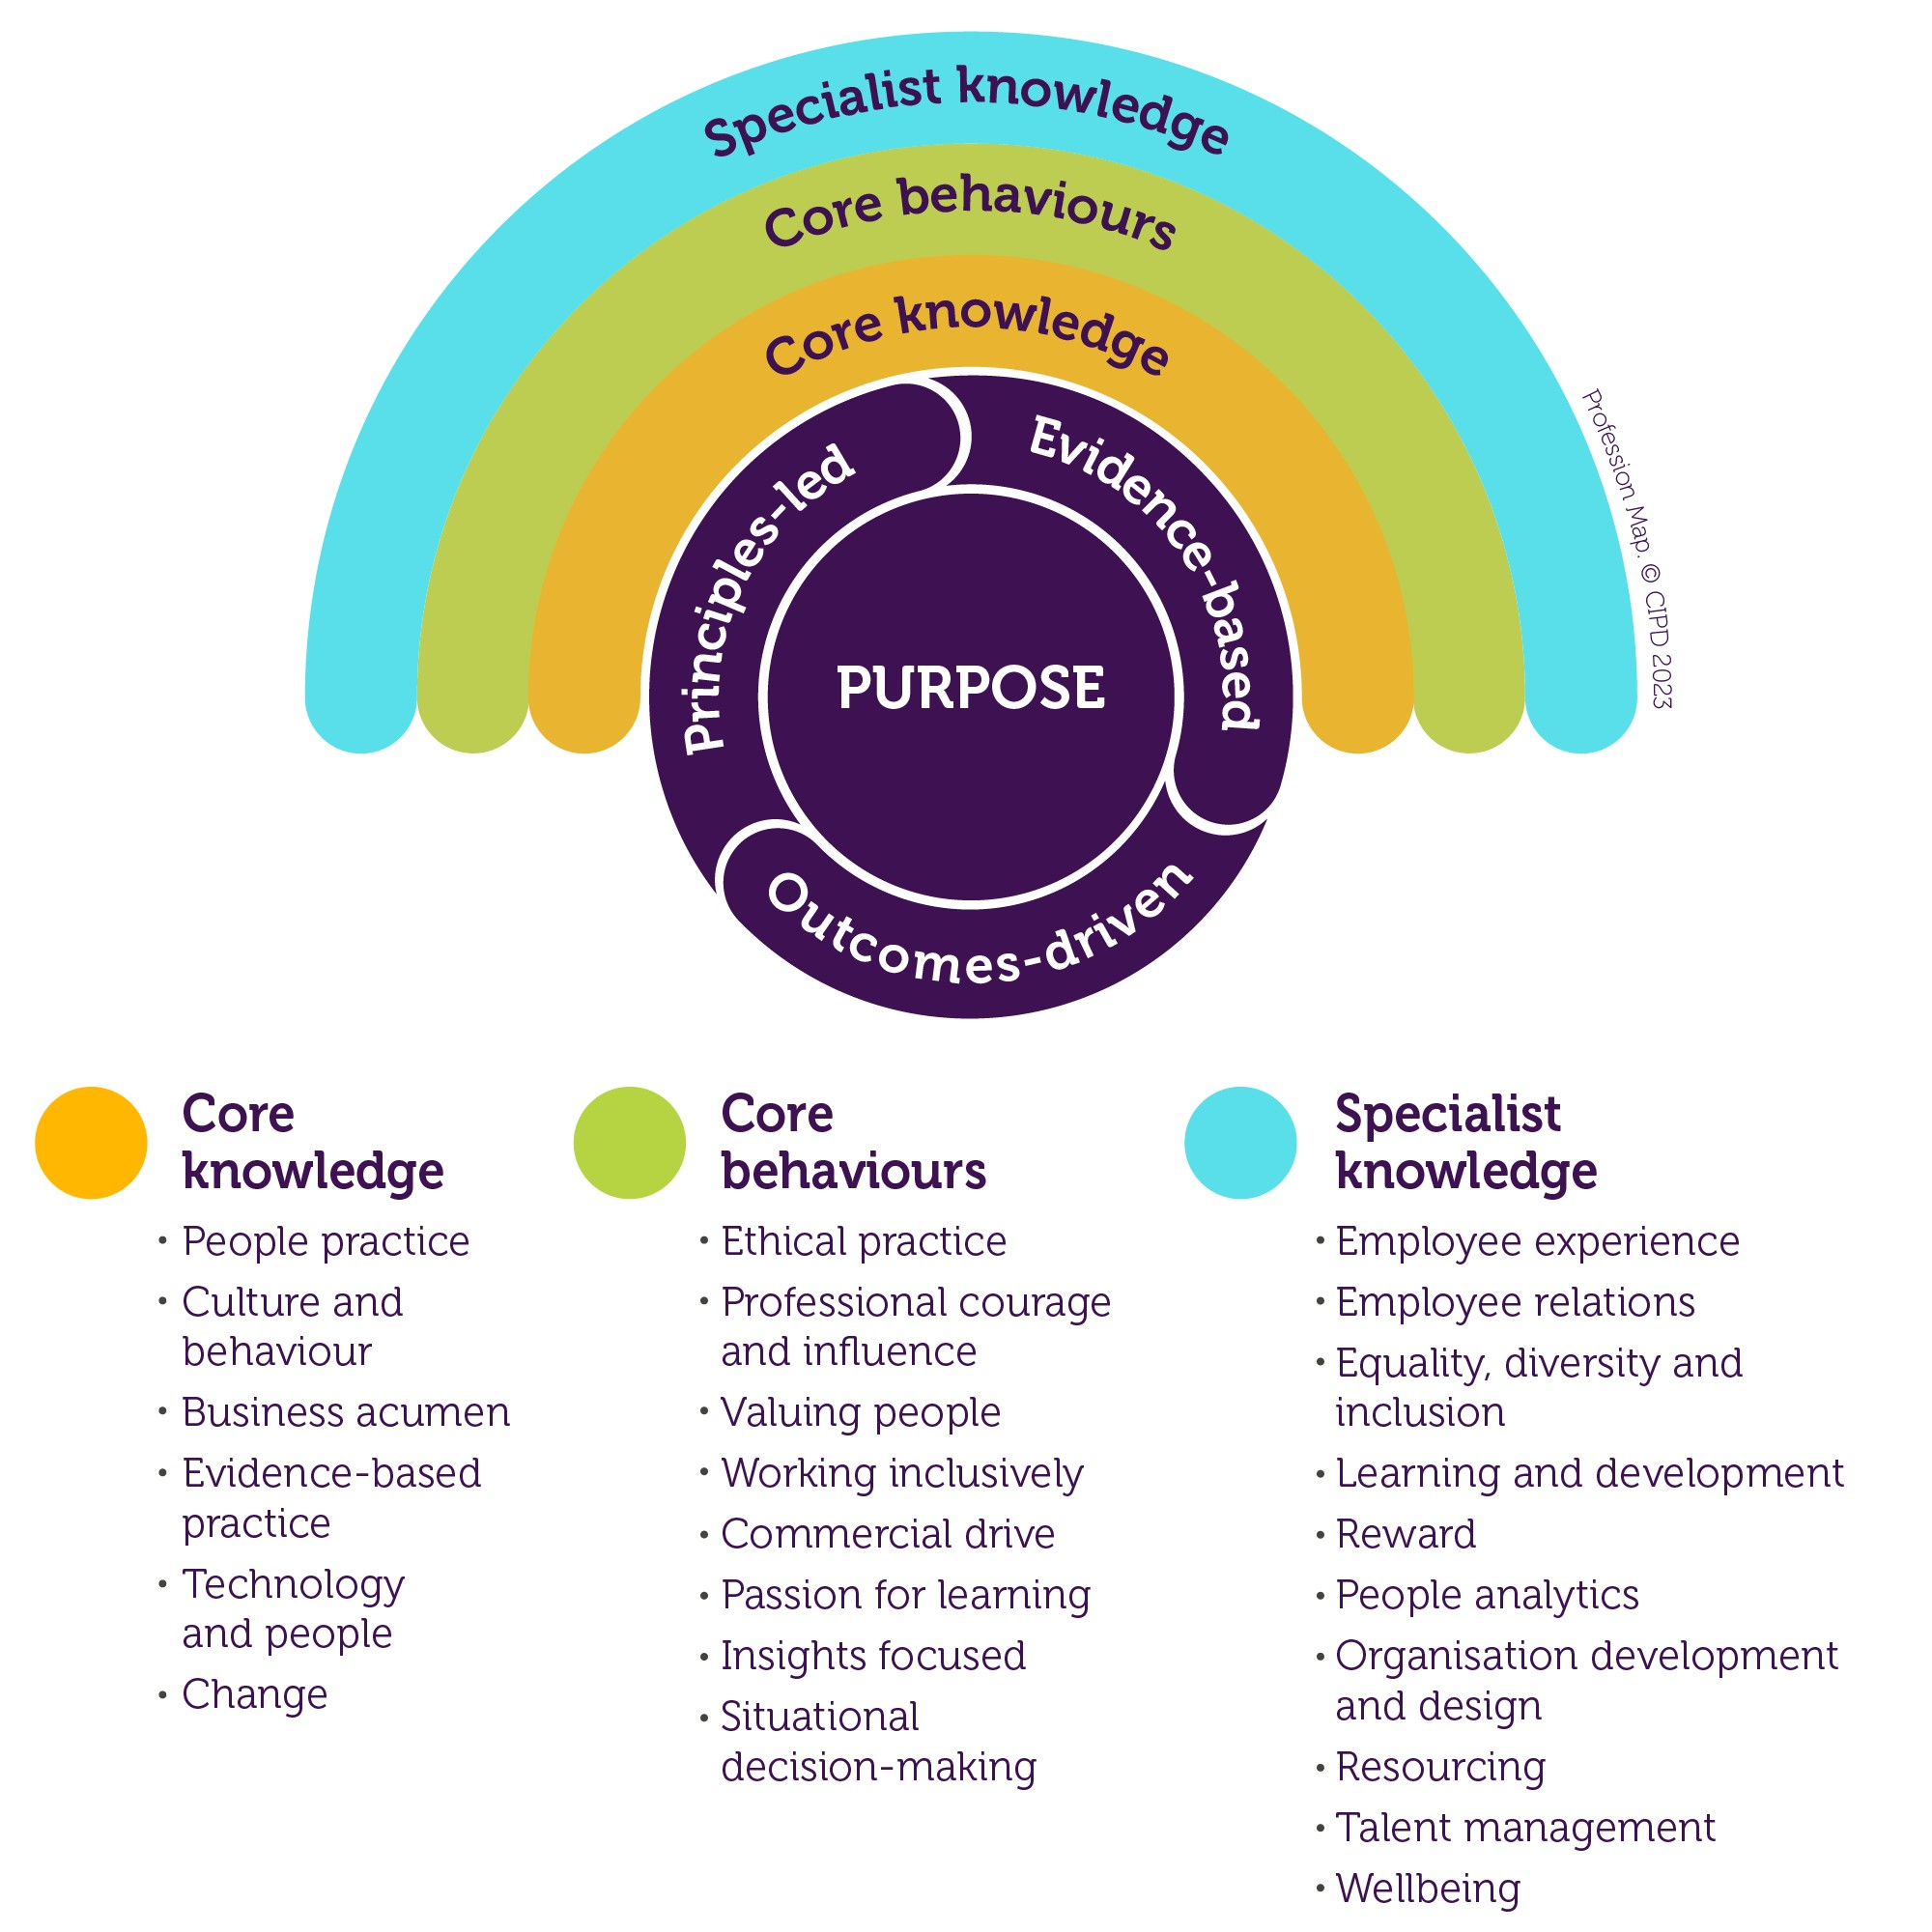 Specialist knowledge
Core behaviours
Core knowledge
Principles-led
Evidence-based
PURPOSE
Outcomes-driven
Profession Map. © CIPD 2023
Core
knowledge
• People practice
• Culture and
behaviour
• Business acumen
• Evidence-based
practice
• Technology
and people
• Change
Core
behaviours
• Ethical practice
• Professional courage
and influence
• Valuing people
• Working inclusively
• Commercial drive
• Passion for learning
• Insights focused
• Situational
decision-making
Specialist
knowledge
• Employee experience
• Employee relations
• Equality, diversity and
inclusion
• Learning and development
• Reward
• People analytics
• Organisation development
and design
• Resourcing
• Talent management
• Wellbeing